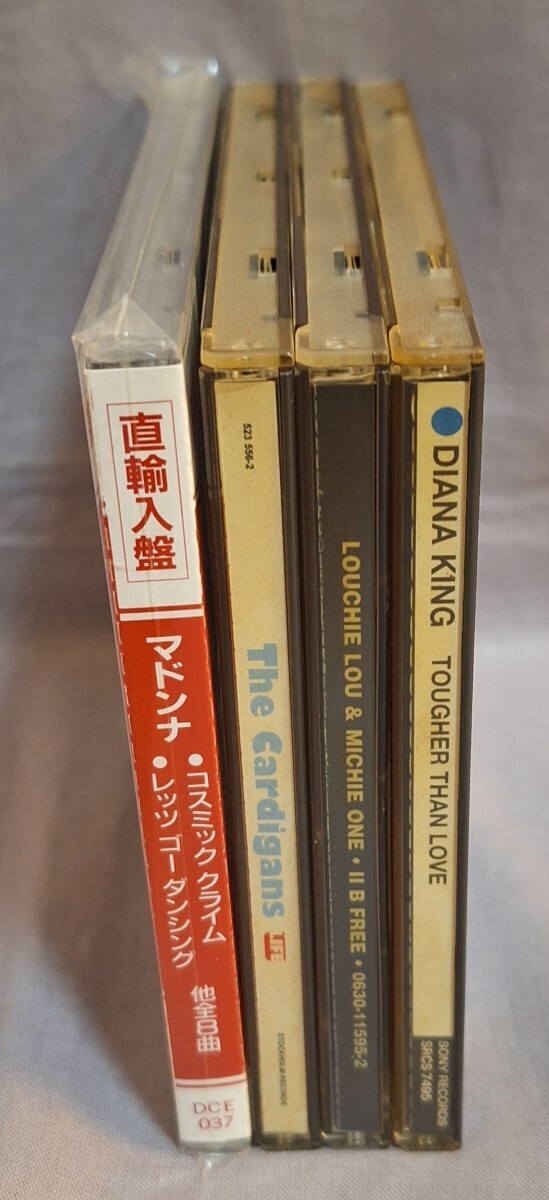 直輸入盤
マドンナ
●コスミック クライム
●レッツ ゴー ダンシング
他全8曲
DCE
037
523 556-2
The Cardigans
LIFE
STOCKHOLM RECORDS
LOUCHIE LOU & MICHIE ONE • II B FREE • 0630-11595-2
DIANA KING TOUGHER THAN LOVE
SONY RECORDS
SRCS 7495